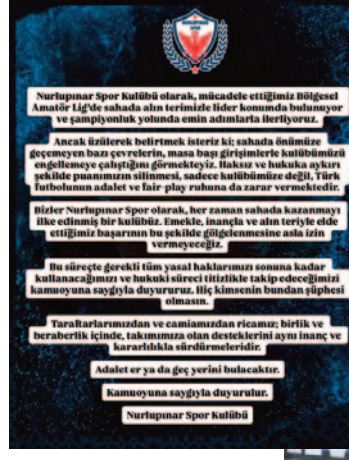 NURLUPINAR
SPOR
Nurlupınar Spor Kulübü olarak, mücadele ettiğimiz Bölgesel
Amatör Lig'de sahada alın terimizle lider konumda bulunuyor
ve şampiyonluk yolunda emin adımlarla ilerliyoruz.
Ancak üzülerek belirtmek isteriz ki; sahada önümüze
geçemeyen bazı çevrelerin, masa başı girişimlerle kulübümüzü
engellemeye çalıştığını görmekteyiz. Haksız ve hukuka aykırı
şekilde puanımızın silinmesi, sadece kulübümüze değil, Türk
futbolunun adalet ve fair-play ruhuna da zarar vermektedir.
Bizler Nurlupınar Spor olarak, her zaman sahada kazanmayı
ilke edinmiş bir kulübüz. Emekle, inançla ve alın teriyle elde
ettiğimiz başarının bu şekilde gölgelenmesine asla izin
vermeyeceğiz.
Bu süreçte gerekli tüm yasal haklarımızı sonuna kadar
kullanacağımızı ve hukuki süreci titizlikle takip edeceğimizi
kamuoyuna saygıyla duyururuz. Hiç kimsenin bundan şüphesi
olmasın.
Taraftarlarımızdan ve camiamızdan ricamız; birlik ve
beraberlik içinde, takımımıza olan desteklerini aynı inanç ve
kararlılıkla sürdürmeleridir.
Adalet er ya da geç yerini bulacaktır.
Kamuoyuna saygıyla duyurulur.
Nurlupınar Spor Kulübü